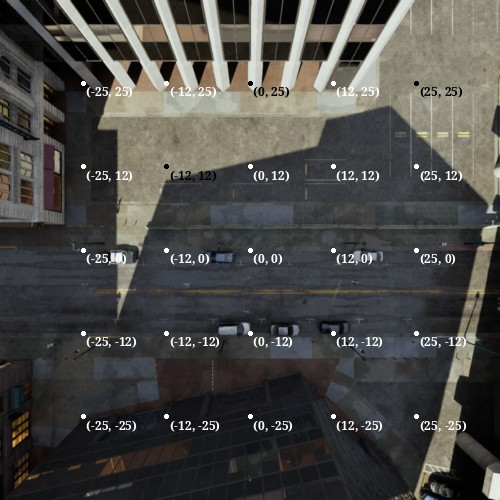 (-25, 25) (-12, 25) (0, 25) (12, 25) (25, 25)
(-25, 12) (-12, 12) (0, 12) (12, 12) (25, 12)
(-25, 0) (-12, 0) (0, 0) (12, 0) (25, 0)
(-25, -12) (-12, -12) (0, -12) (12, -12) (25, -12)
(-25, -25) (-12, -25) (0, -25) (12, -25) (25, -25)